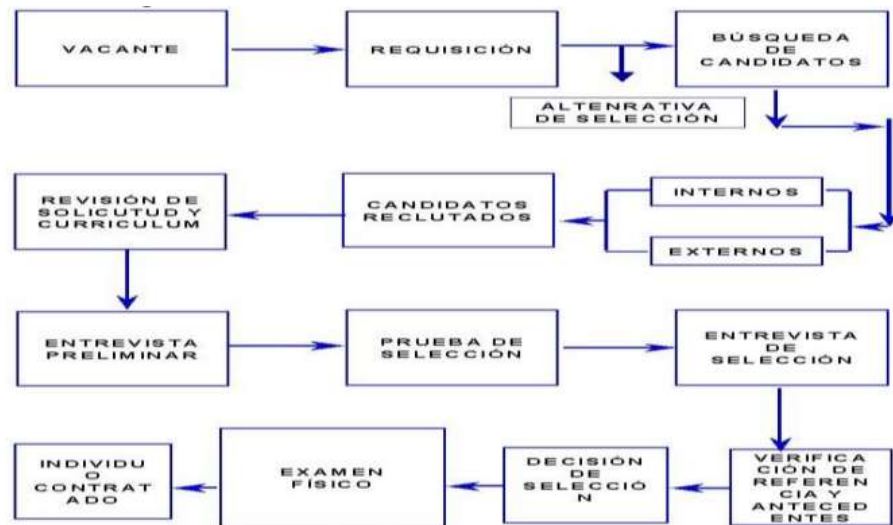 VACANTE
REQUISICIÓN
BÚSQUEDA
DE
CANDIDATOS
ALTENRATIVA
DE SELECCIÓN
REVISIÓN DE
SOLICUTUD Y
CURRICULUM
CANDIDATOS
RECLUTADOS
INTERNOS
EXTERNOS
ENTREVISTA
PRELIMINAR
PRUEBA DE
SELECCIÓN
ENTREVISTA
DE
SELECCIÓN
INDIVIDU
O
CONTRAT
ADO
EXAMEN
FÍSICO
DECISIÓN
DE
SELECCIÓ
N
VERIFICA
CIÓN DE
REFEREN
CIA Y
ANTECED
ENTES